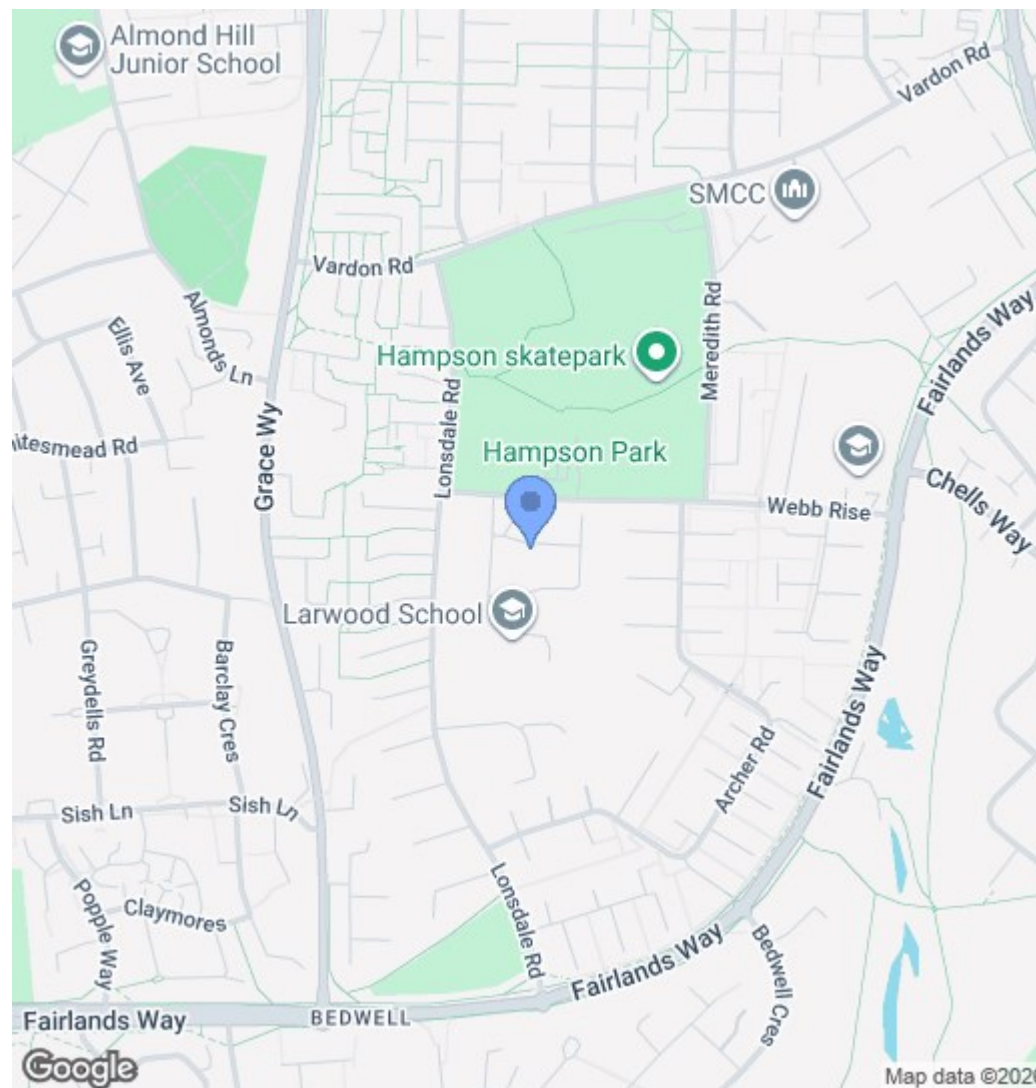 Almond Hill
Junior School
Vardon Rd
SMCC
Vardon Rd
Almonds Ln
Ellis Ave
Hampson skatepark
Meredith Rd
Fairlands Way
Lonsdale Rd
Grace Wy
itesmead Rd
Hampson Park
Chells Way
Webb Rise
Larwood School
Greydells Rd
Barclay Cres
Fairlands Way
Archer Rd
Sish Ln
Sish Ln
Lonsdale Rd
Popple Way
Claymores
Bedwell Cres
Fairlands Way
Fairlands Way
BEDWELL
Google
Map data ©202